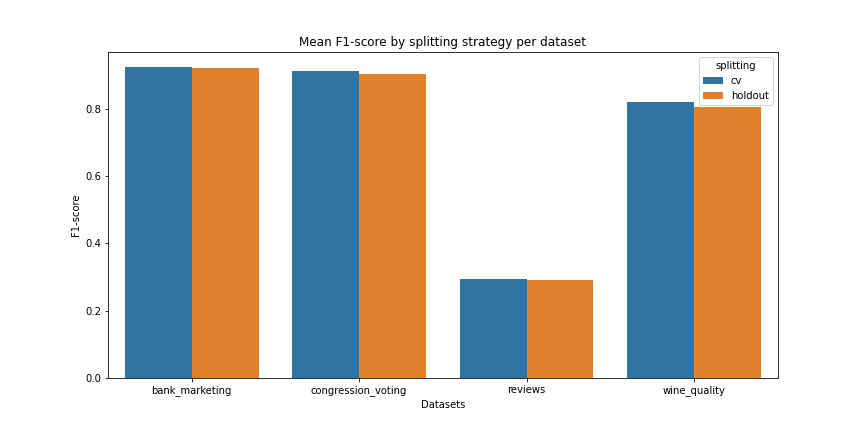 Mean F1-score by splitting strategy per dataset
splitting
cv
holdout
F1-score
0.8
0.6
0.4
0.2
0.0
bank_marketing
congression_voting
reviews
wine_quality
Datasets